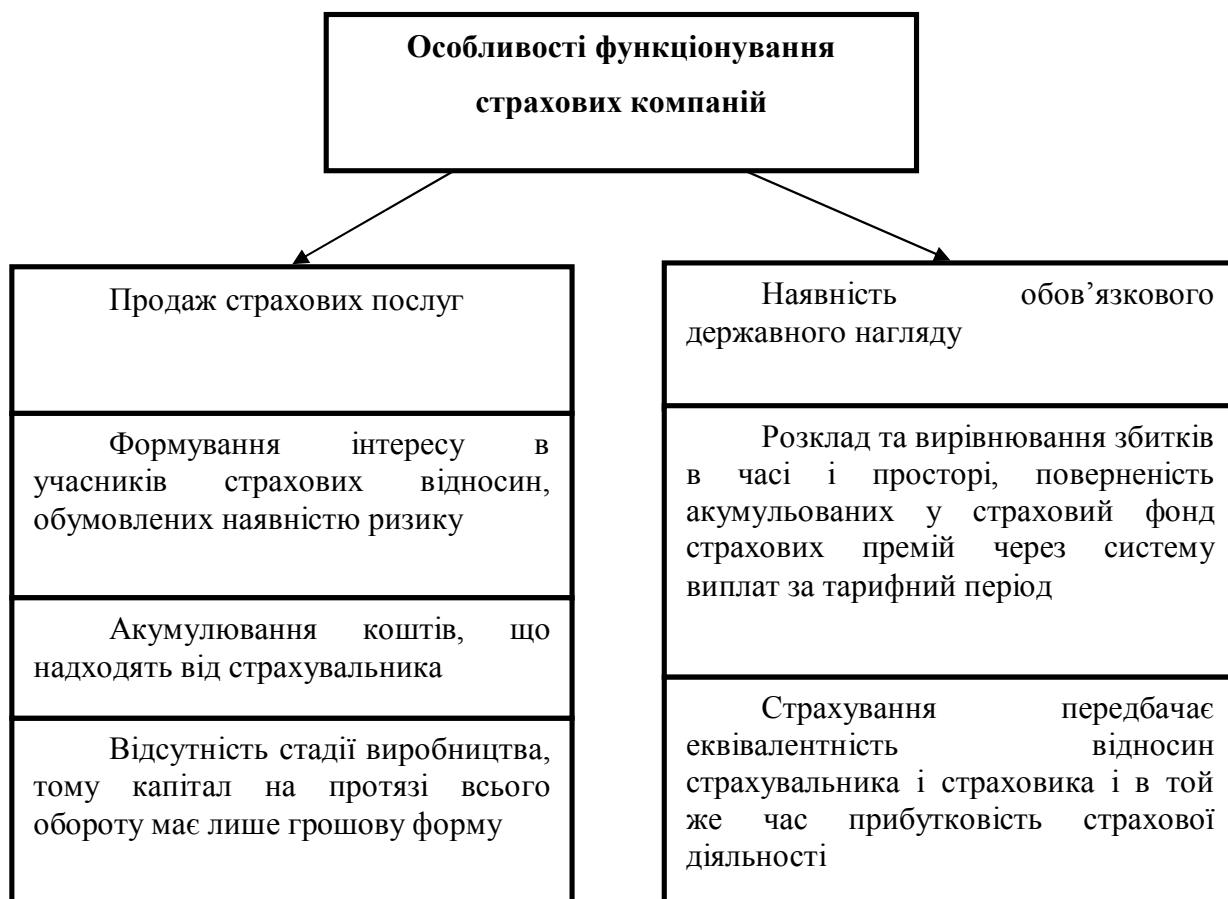 Особливості функціонування
страхових компаній
Продаж страхових послуг
Формування інтересу в
учасників страхових відносин,
обумовлених наявністю ризику
Акумулювання коштів, що
надходять від страхувальника
Відсутність стадії виробництва,
тому капітал на протязі всього
обороту має лише грошову форму
Наявність обов’язкового
державного нагляду
Розклад та вирівнювання збитків
в часі і просторі, поверненість
акумульованих у страховий фонд
страхових премій через систему
виплат за тарифний період
Страхування передбачає
еквівалентність відносин
страхувальника і страховика і в той
же час прибутковість страхової
діяльності